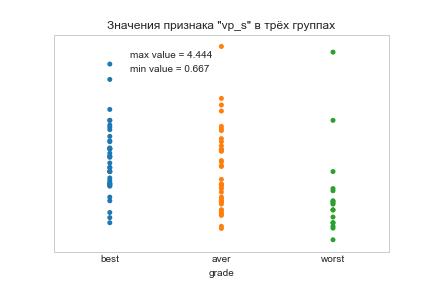 Значения признака "vp_s" в трёх группах
max value = 4.444
min value = 0.667
best aver worst
grade